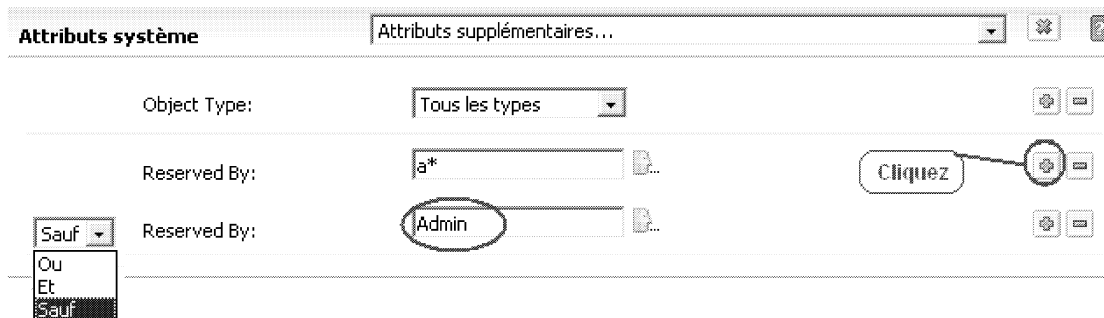 Attributs système
Attributs supplémentaires...
Object Type:
Tous les types
Reserved By:
a*
Cliquez
Sauf
Reserved By:
Admin
Ou
Et
Sauf